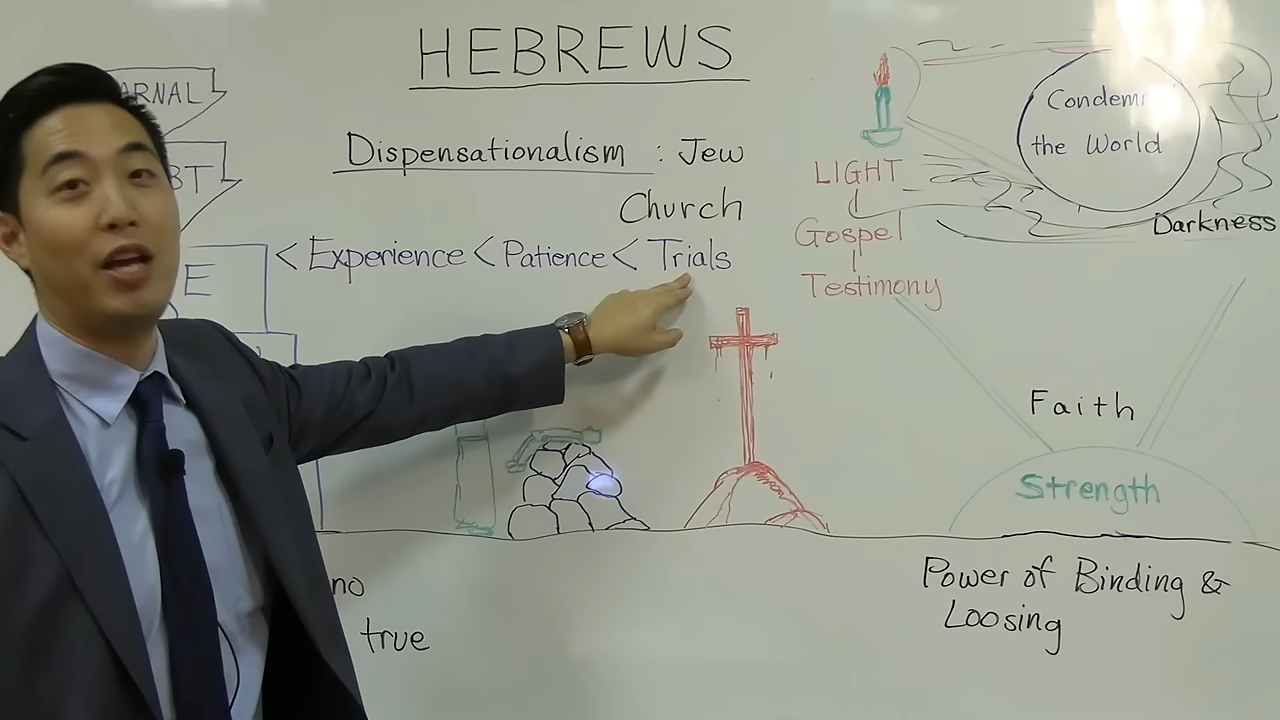 HEBREWS
Dispensationalism : Jew
Church
< Experience < Patience < Trials
E
no
true
LIGHT
Gospel
Testimony
the World
Darkness
Faith
Strength
Power of Binding &
Loosing